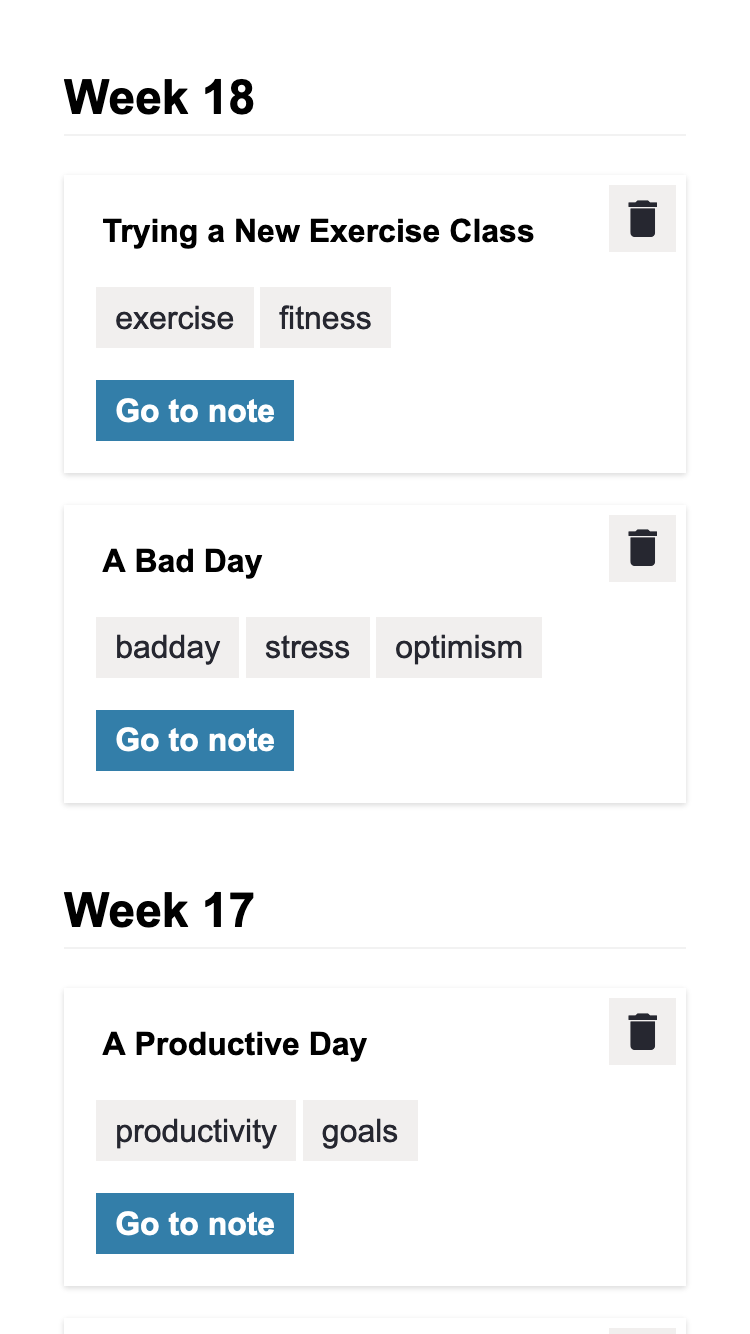 Week 18
Trying a New Exercise Class
exercise fitness
Go to note
A Bad Day
badday stress optimism
Go to note
Week 17
A Productive Day
productivity goals
Go to note